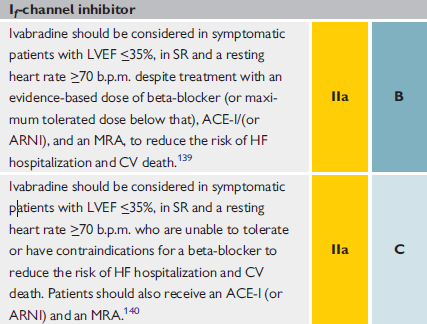 If-channel inhibitor
Ivabradine should be considered in symptomatic
patients with LVEF ≤35%, in SR and a resting
heart rate ≥70 b.p.m. despite treatment with an
evidence-based dose of beta-blocker (or maxi-
mum tolerated dose below that), ACE-I/(or
ARNI), and an MRA, to reduce the risk of HF
hospitalization and CV death.139
IIa
B
Ivabradine should be considered in symptomatic
patients with LVEF ≤35%, in SR and a resting
heart rate ≥70 b.p.m. who are unable to tolerate
or have contraindications for a beta-blocker to
reduce the risk of HF hospitalization and CV
death. Patients should also receive an ACE-I (or
ARNI) and an MRA.140
IIa
C